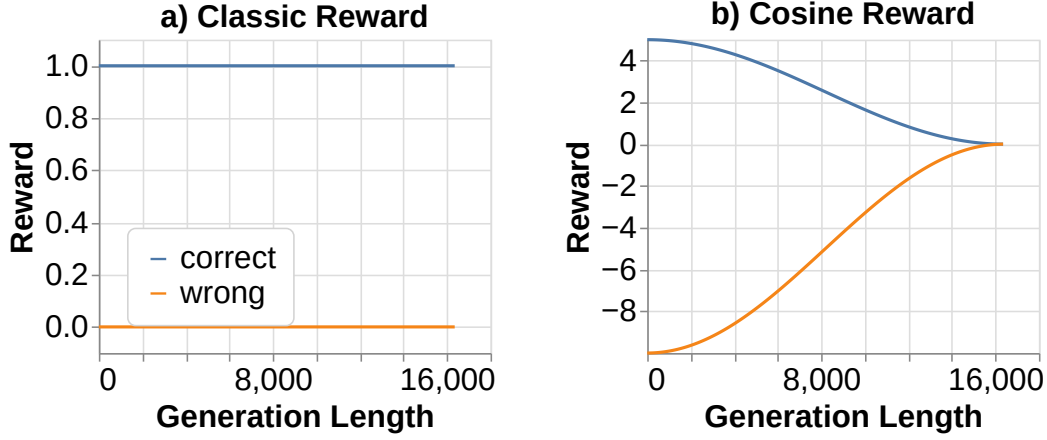 a) Classic Reward
1.0
0.8
0.6
0.4
0.2
0.0
Reward
correct
wrong
0 8,000 16,000
Generation Length
b) Cosine Reward
4
2
0
−2
−4
−6
−8
Reward
0 8,000 16,000
Generation Length